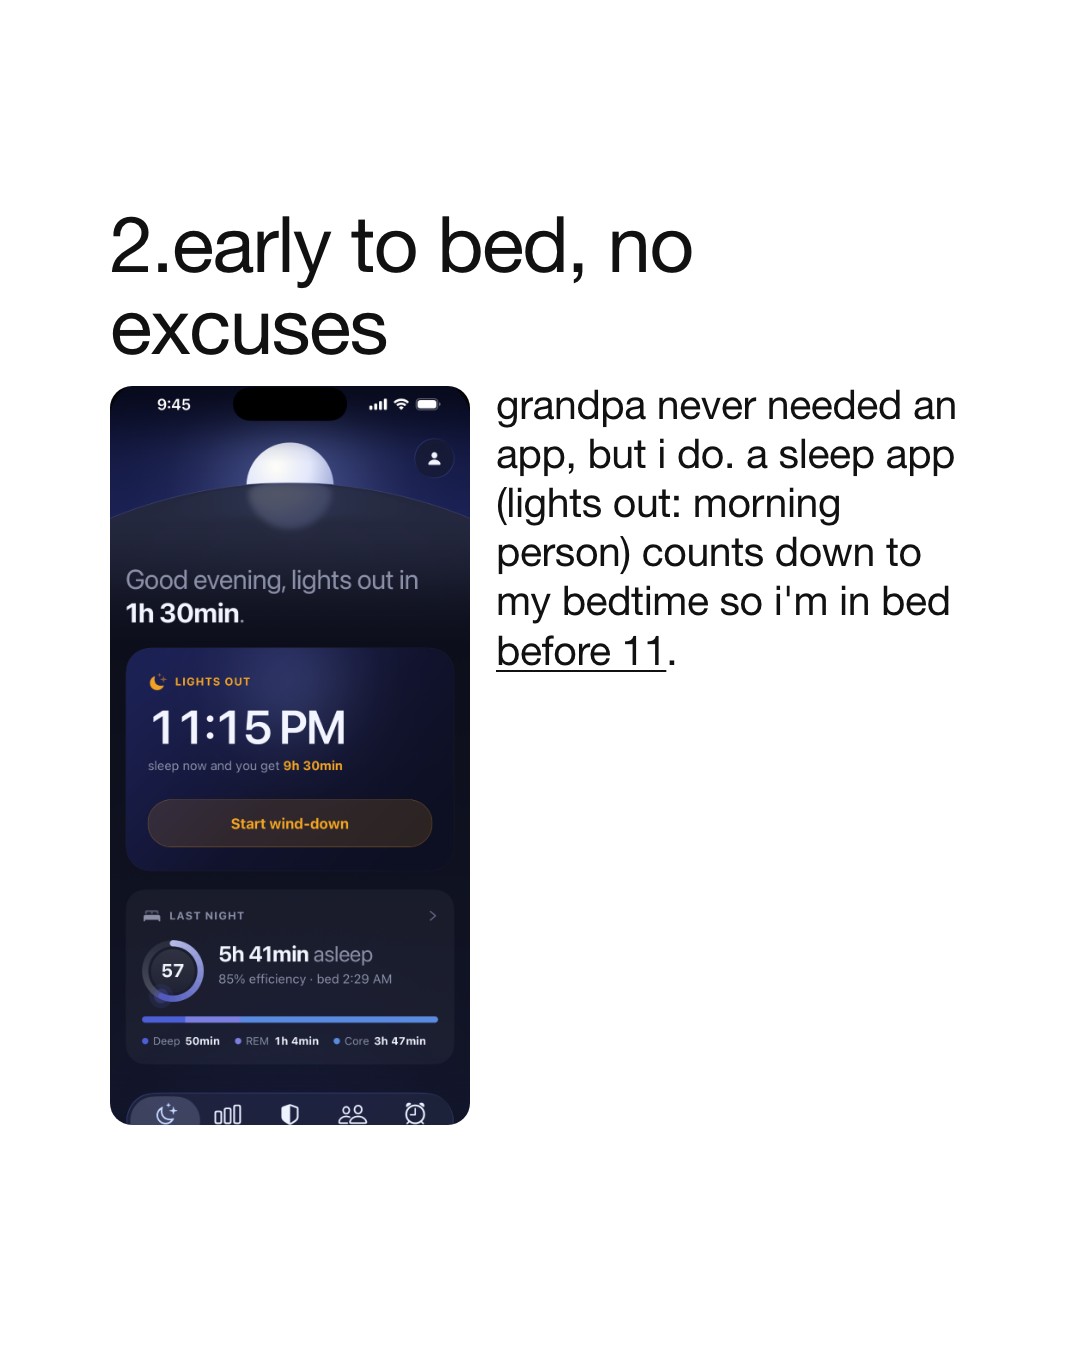 2.early to bed, no
excuses
9:45
Good evening, lights out in
1h 30min.
LIGHTS OUT
11:15 PM
sleep now and you get 9h 30min
Start wind-down
LAST NIGHT
57
5h 41min asleep
85% efficiency · bed 2:29 AM
Deep 50min REM 1h 4min Core 3h 47min
grandpa never needed an
app, but i do. a sleep app
(lights out: morning
person) counts down to
my bedtime so i'm in bed
before 11.